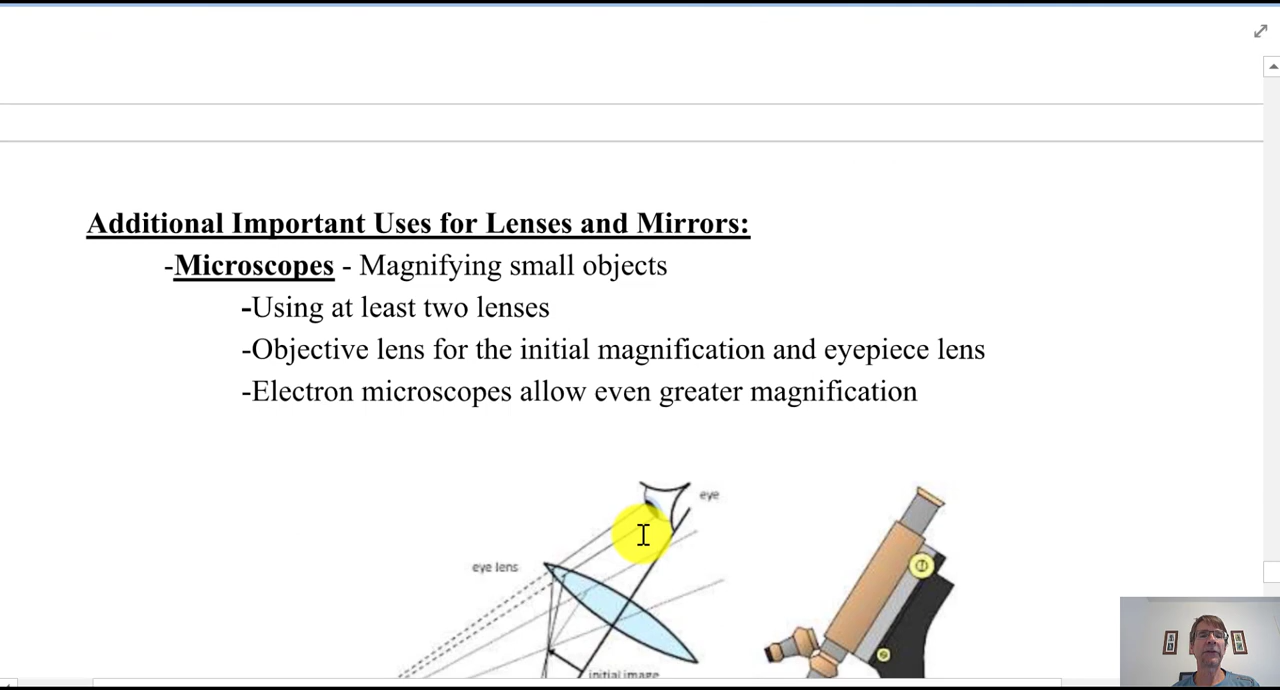 Additional Important Uses for Lenses and Mirrors:
-Microscopes - Magnifying small objects
-Using at least two lenses
-Objective lens for the initial magnification and eyepiece lens
-Electron microscopes allow even greater magnification
eye
eye lens
initial image